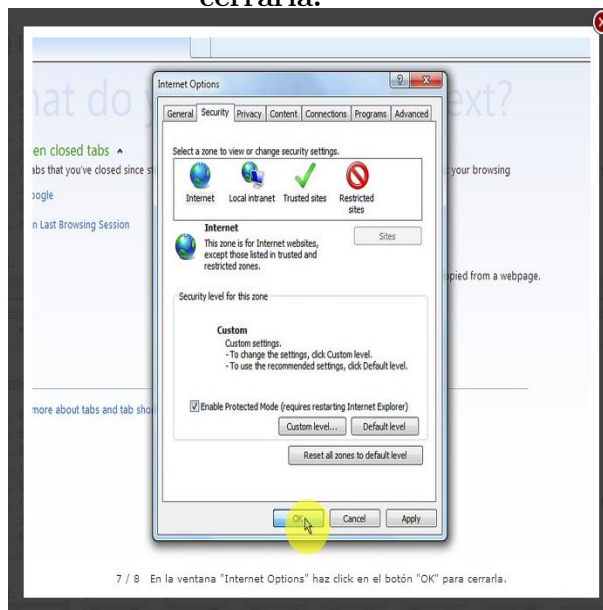 cerrarla.
hat do
ext?
Internet Options
General Security Privacy Content Connections Programs Advanced
Select a zone to view or change security settings.
Internet Local intranet Trusted sites Restricted
sites
Internet
This zone is for Internet websites,
except those listed in trusted and
restricted zones.
Sites
Security level for this zone
Custom
Custom settings.
- To change the settings, click Custom level.
- To use the recommended settings, click Default level.
Enable Protected Mode (requires restarting Internet Explorer)
Custom level... Default level
Reset all zones to default level
OK Cancel Apply
en closed tabs
abs that you've closed since
your browsing
oogle
n Last Browsing Session
opied from a webpage.
more about tabs and tab
7 / 8 En la ventana "Internet Options" haz click en el botón "OK" para cerrarla.